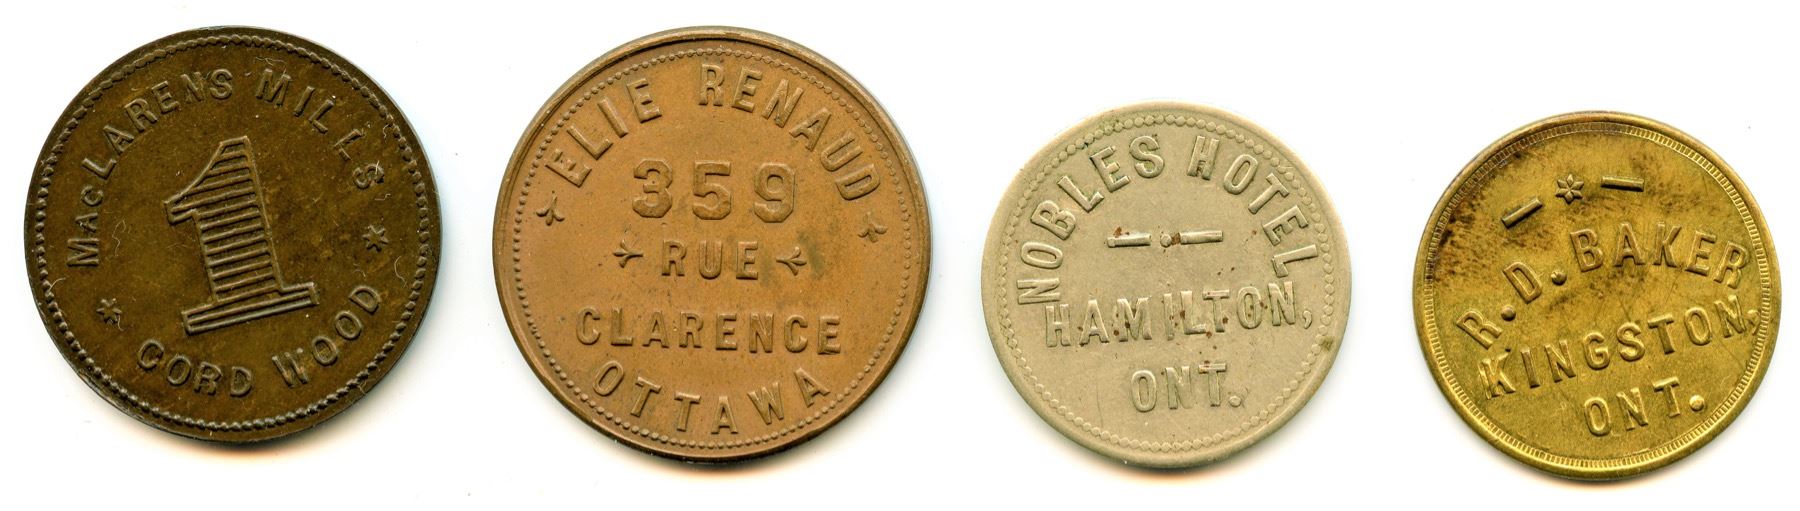 MACLARENS MILLS
1
CORD WOOD
ELIE RENAUD
359
RUE
CLARENCE
OTTAWA
NOBLES HOTEL
HAMILTON,
ONT.
R.D. BAKER
KINGSTON,
ONT.